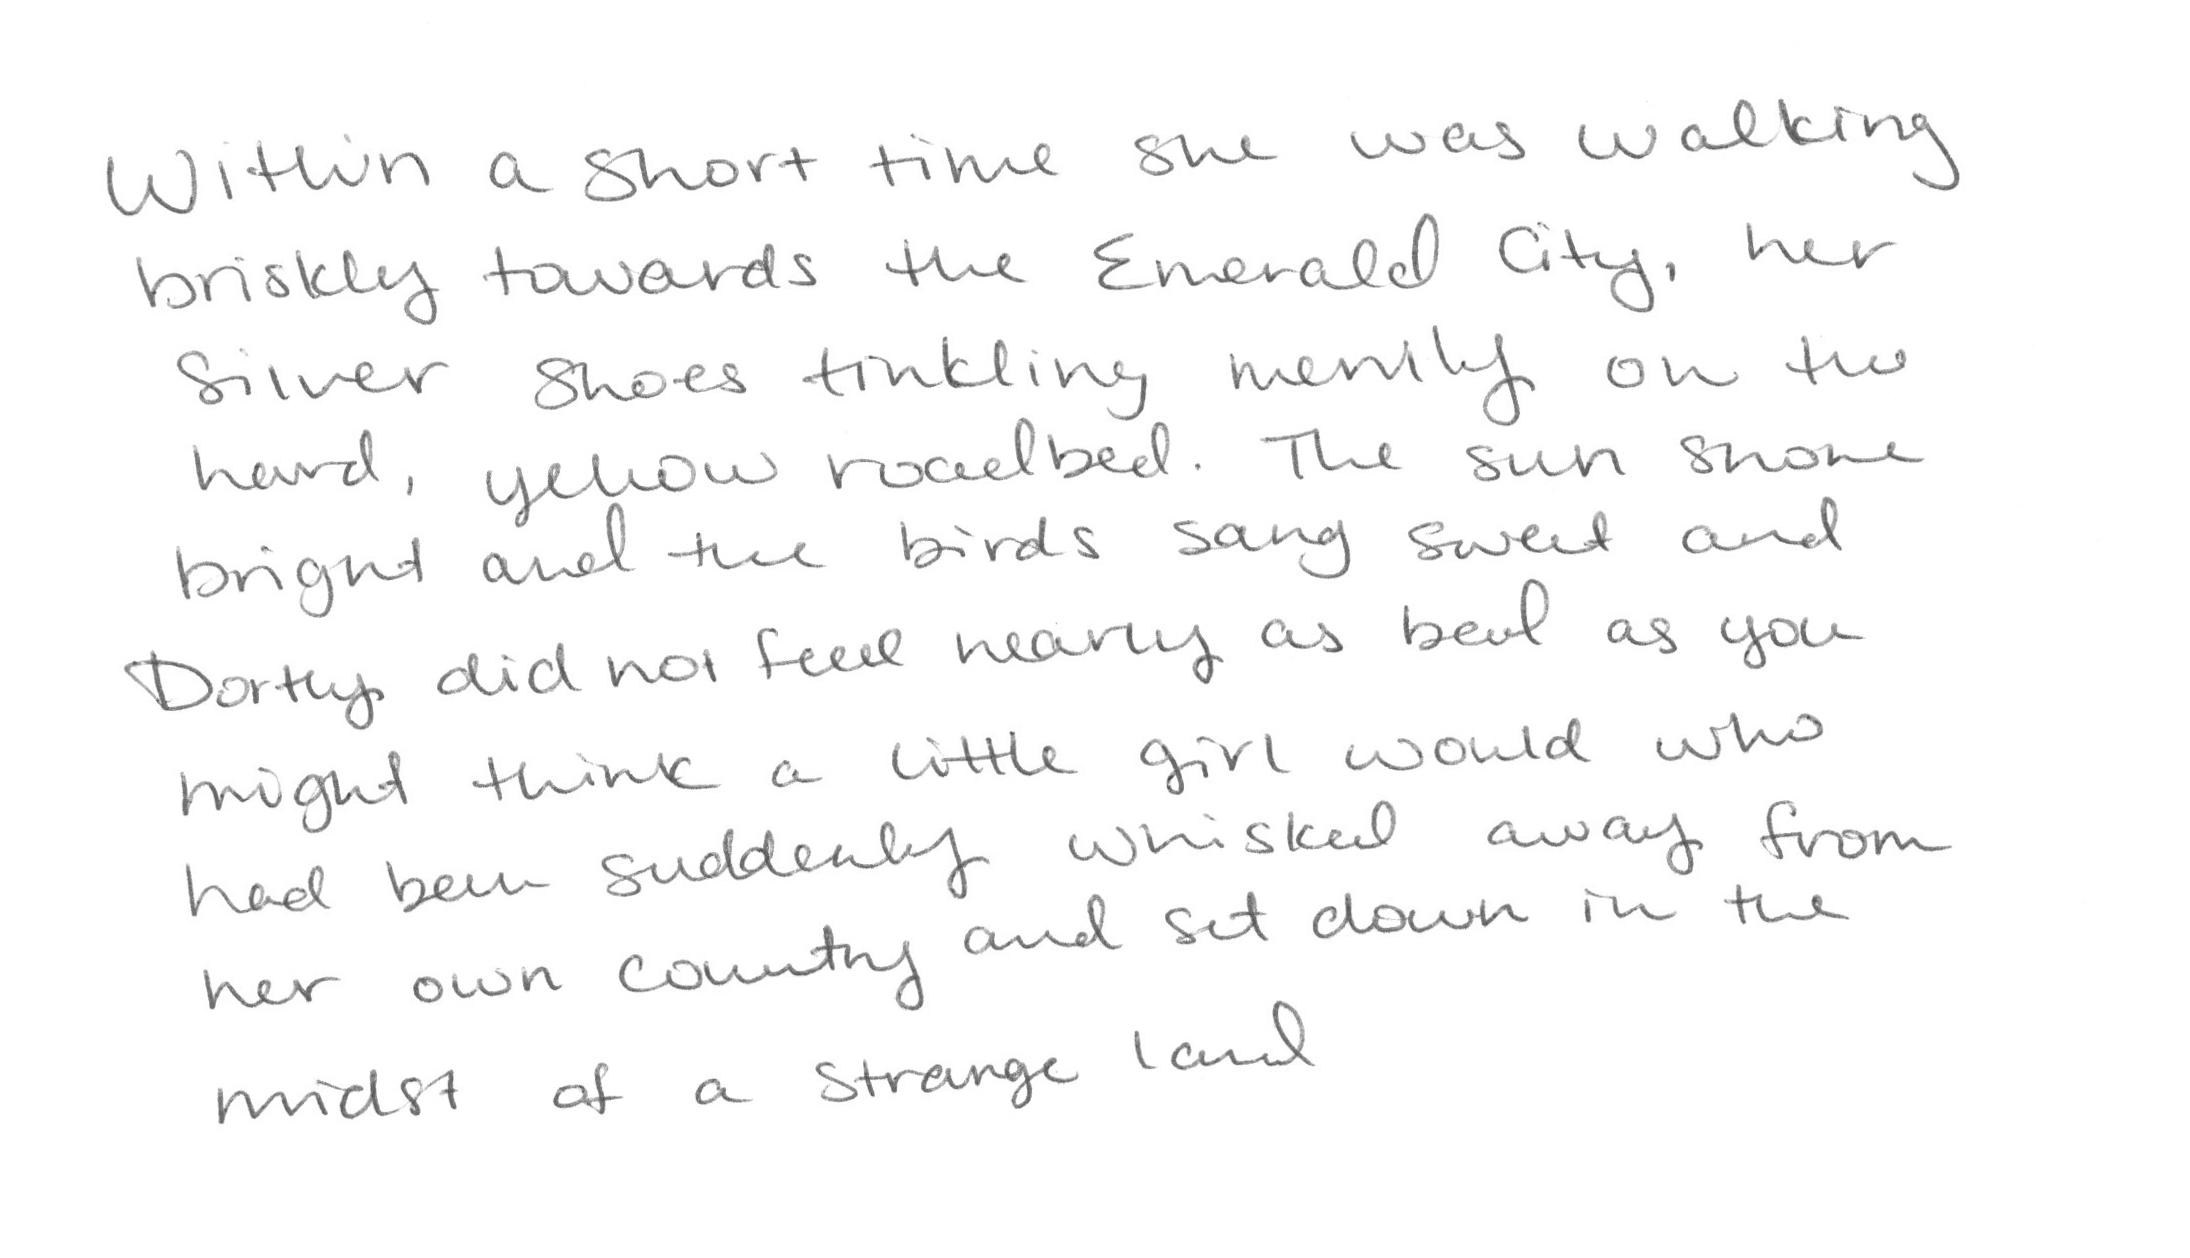 Within a short time she was walking
briskly towards the Emerald City, her
Silver Shoes tinkling merrily on the
hard, yellow roadbed. The sun shone
bright and the birds sang sweet and
Dorthy did not feel nearly as bad as you
might think a little girl would who
had been suddenly whisked away from
her own country and set down in the
midst of a strange land